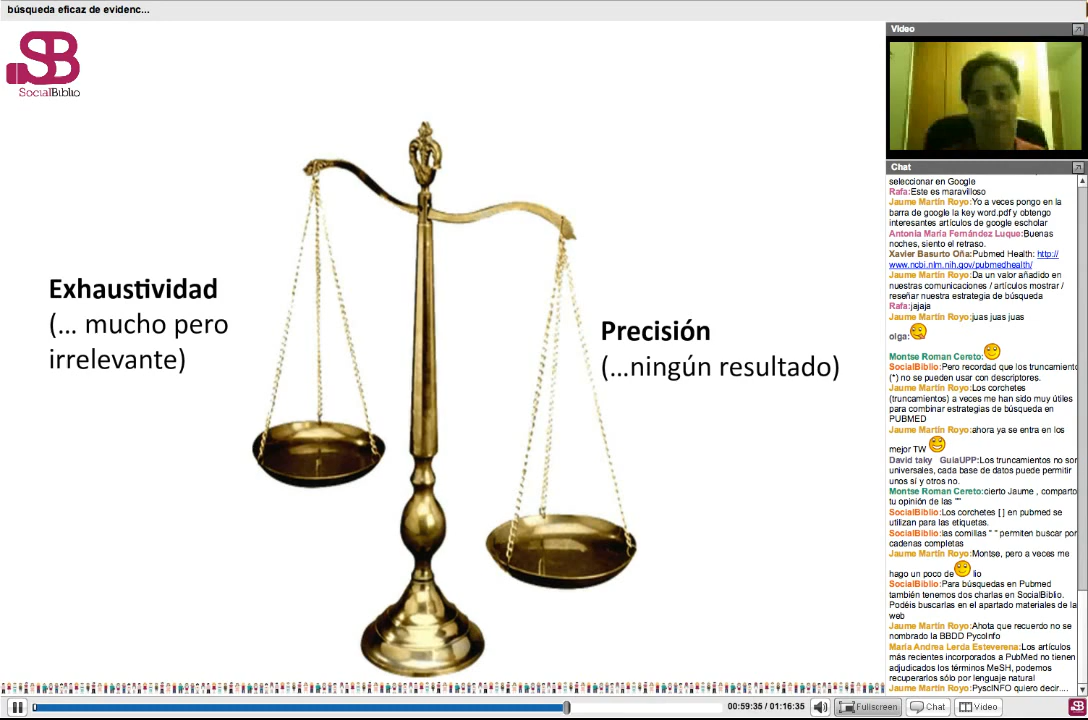 búsqueda eficaz de evidenc...
SB
SocialBiblio
Exhaustividad
(... mucho pero
irrelevante)
Precisión
(...ningún resultado)
Video
Chat
seleccionar en Google
Rafa:Este es maravilloso
Jaume Martín Royo:Yo a veces pongo en la
barra de google la key word.pdf y obtengo
interesantes artículos de google escholar
Antonia María Fernández Luque:Buenas
noches, siento el retraso.
Xavier Basurto Oña:Pubmed Health: http://
www.ncbi.nlm.nih.gov/pubmedhealth/
Jaume Martín Royo:Da un valor añadido en
nuestras comunicaciones / artículos mostrar /
reseñar nuestra estrategia de búsqueda
Rafa:jajaja
Jaume Martín Royo:juas juas juas
olga:
Montse Roman Cereto:
SocialBiblio:Pero recordad que los truncamiento
(*) no se pueden usar con descriptores.
Jaume Martín Royo:Los corchetes
(truncamientos) a veces me han sido muy útiles
para combinar estrategias de búsqueda en
PUBMED
Jaume Martín Royo:ahora ya se entra en los
mejor TW
David taky GuiaUPP:Los truncamientos no son
universales, cada base de datos puede permitir
unos sí y otros no.
Montse Roman Cereto:cierto Jaume , comparto
tu opinión de las ""
SocialBiblio:Los corchetes [ ] en pubmed se
utilizan para las etiquetas.
SocialBiblio:las comillas " " permiten buscar por
cadenas completas
Jaume Martín Royo:Montse, pero a veces me
hago un poco de lio
SocialBiblio:Para búsquedas en Pubmed
también tenemos dos charlas en SocialBiblio.
Podéis buscarlas en el apartado materiales de la
web
Jaume Martín Royo:Ahota que recuerdo no se
nombrado la BBDD PycoInfo
Maria Andrea Lerda Esteverena:Los artículos
más recientes incorporados a PubMed no tienen
adjudicados los términos MeSH, podemos
recuperarlos sólo por lenguaje natural
Jaume Martín Royo:PyscINFO quiero decir....
00:59:35 / 01:16:35
Fullscreen
Chat
Video
SB